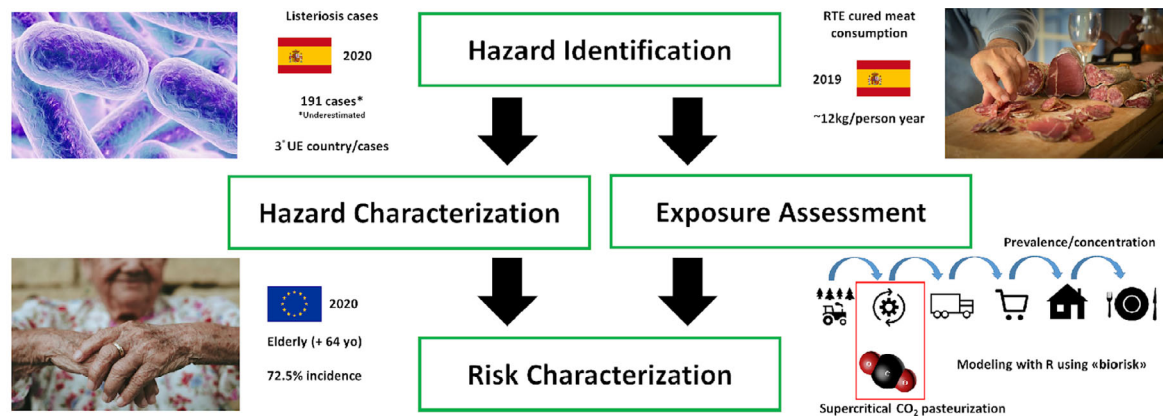 Listeriosis cases
2020
191 cases*
*Underestimated
3˚ UE country/cases
Hazard Identification
RTE cured meat
consumption
2019
~12kg/person year
Hazard Characterization
Exposure Assessment
2020
Elderly (+ 64 yo)
72.5% incidence
Risk Characterization
Prevalence/concentration
Modeling with R using «biorisk»
Supercritical CO₂ pasteurization